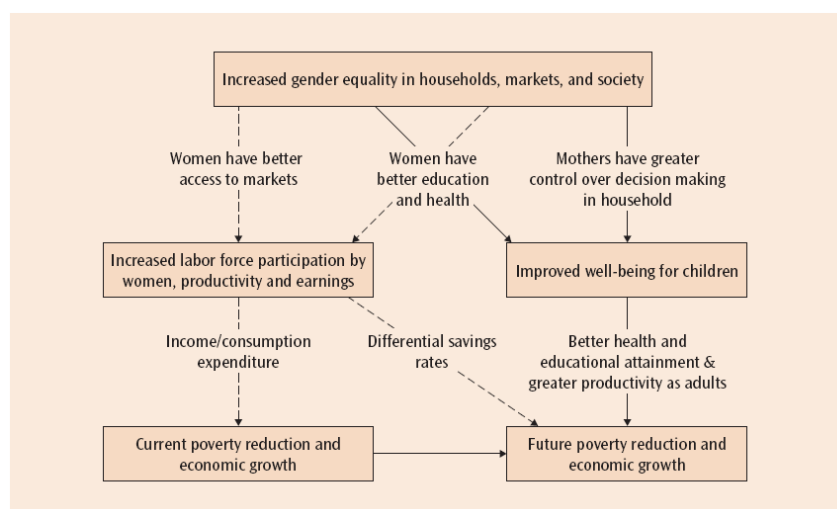 Increased gender equality in households, markets, and society
Women have better
access to markets
Women have
better education
and health
Mothers have greater
control over decision making
in household
Increased labor force participation by
women, productivity and earnings
Improved well-being for children
Income/consumption
expenditure
Differential savings
rates
Better health and
educational attainment &
greater productivity as adults
Current poverty reduction and
economic growth
Future poverty reduction and
economic growth